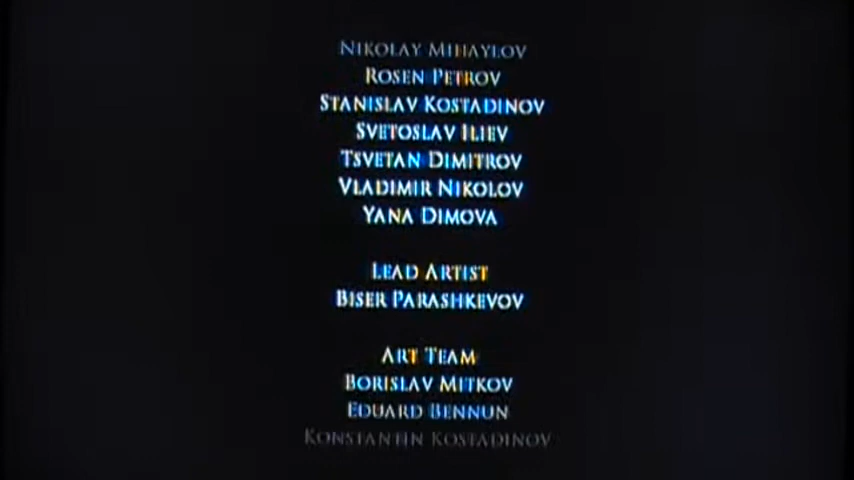 Nikolay Mihaylov
Rosen Petrov
Stanislav Kostadinov
Svetoslav Iliev
Tsvetan Dimitrov
Vladimir Nikolov
Yana Dimova
Lead Artist
Biser Parashkevov
Art Team
Borislav Mitkov
Eduard Bennun
Konstantin Kostadinov